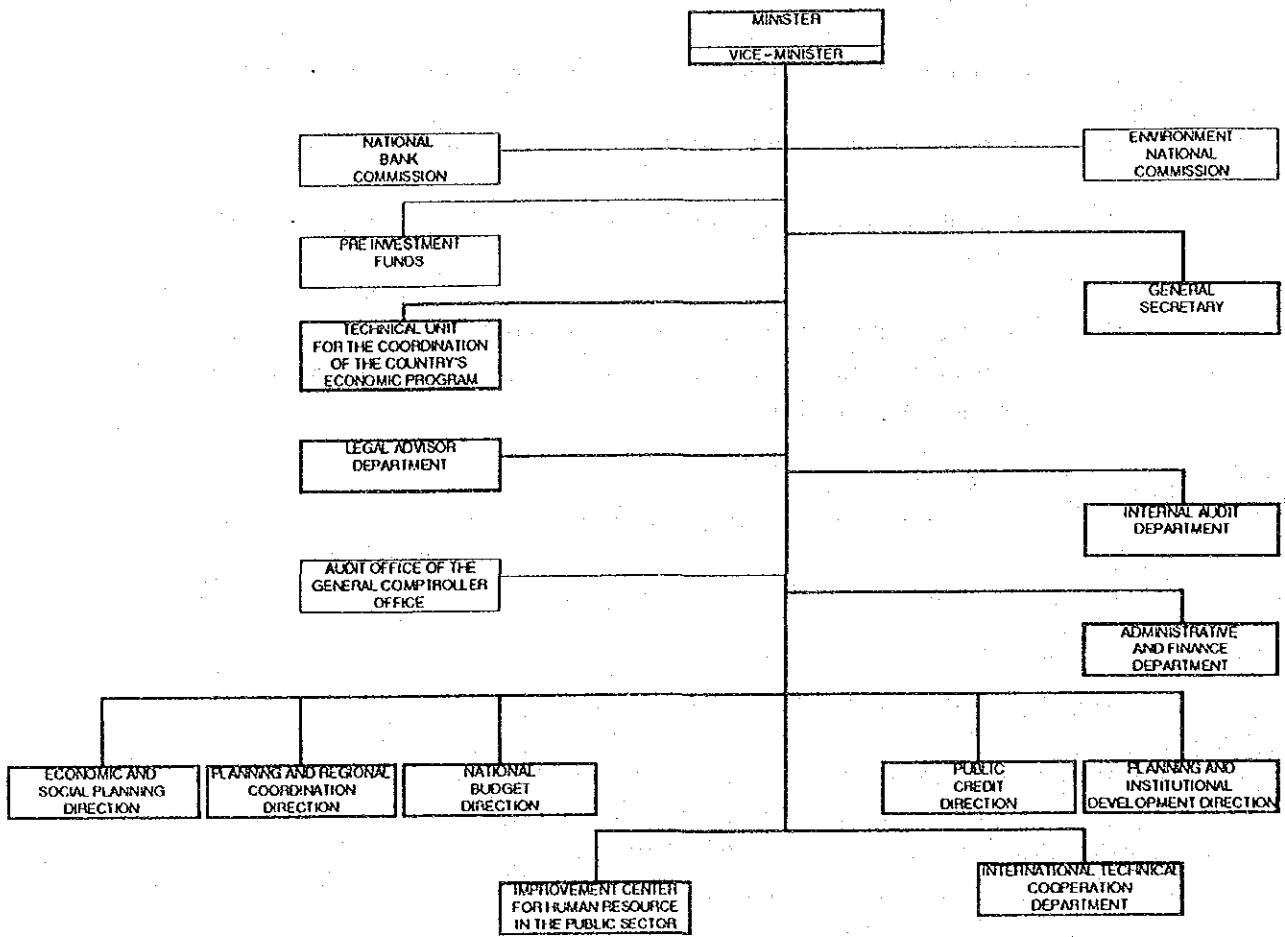 MINISTER
VICE-MINISTER
NATIONAL
BANK
COMMISSION
ENVIRONMENT
NATIONAL
COMMISSION
PRE INVESTMENT
FUNDS
GENERAL
SECRETARY
TECHNICAL UNIT
FOR THE COORDINATION
OF THE COUNTRY'S
ECONOMIC PROGRAM
LEGAL ADVISOR
DEPARTMENT
INTERNAL AUDIT
DEPARTMENT
AUDIT OFFICE OF THE
GENERAL COMPTROLLER
OFFICE
ADMINISTRATIVE
AND FINANCE
DEPARTMENT
ECONOMIC AND
SOCIAL PLANNING
DIRECTION
PLANNING AND REGIONAL
COORDINATION
DIRECTION
NATIONAL
BUDGET
DIRECTION
PUBLIC
CREDIT
DIRECTION
PLANNING AND
INSTITUTIONAL
DEVELOPMENT DIRECTION
IMPROVEMENT CENTER
FOR HUMAN RESOURCE
IN THE PUBLIC SECTOR
INTERNATIONAL TECHNICAL
COOPERATION
DEPARTMENT